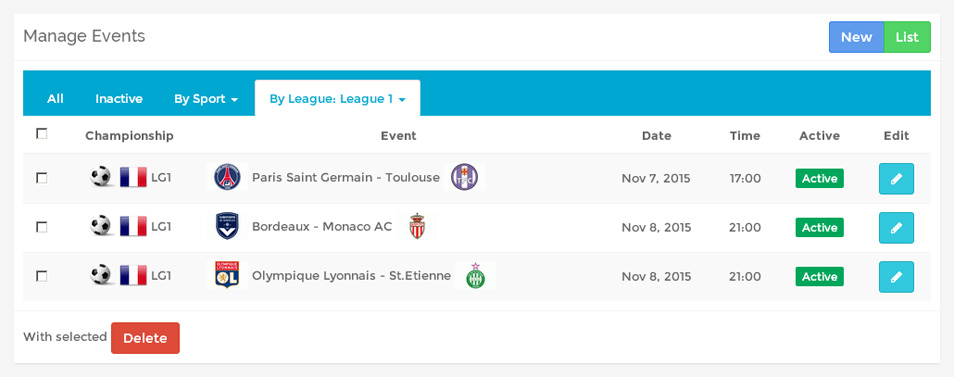 Manage Events New List
All Inactive By Sport By League: League 1
Championship Event Date Time Active Edit
LG1 Paris Saint Germain - Toulouse Nov 7, 2015 17:00 Active
LG1 Bordeaux - Monaco AC Nov 8, 2015 21:00 Active
LG1 Olympique Lyonnais - St.Etienne Nov 8, 2015 21:00 Active
With selected Delete